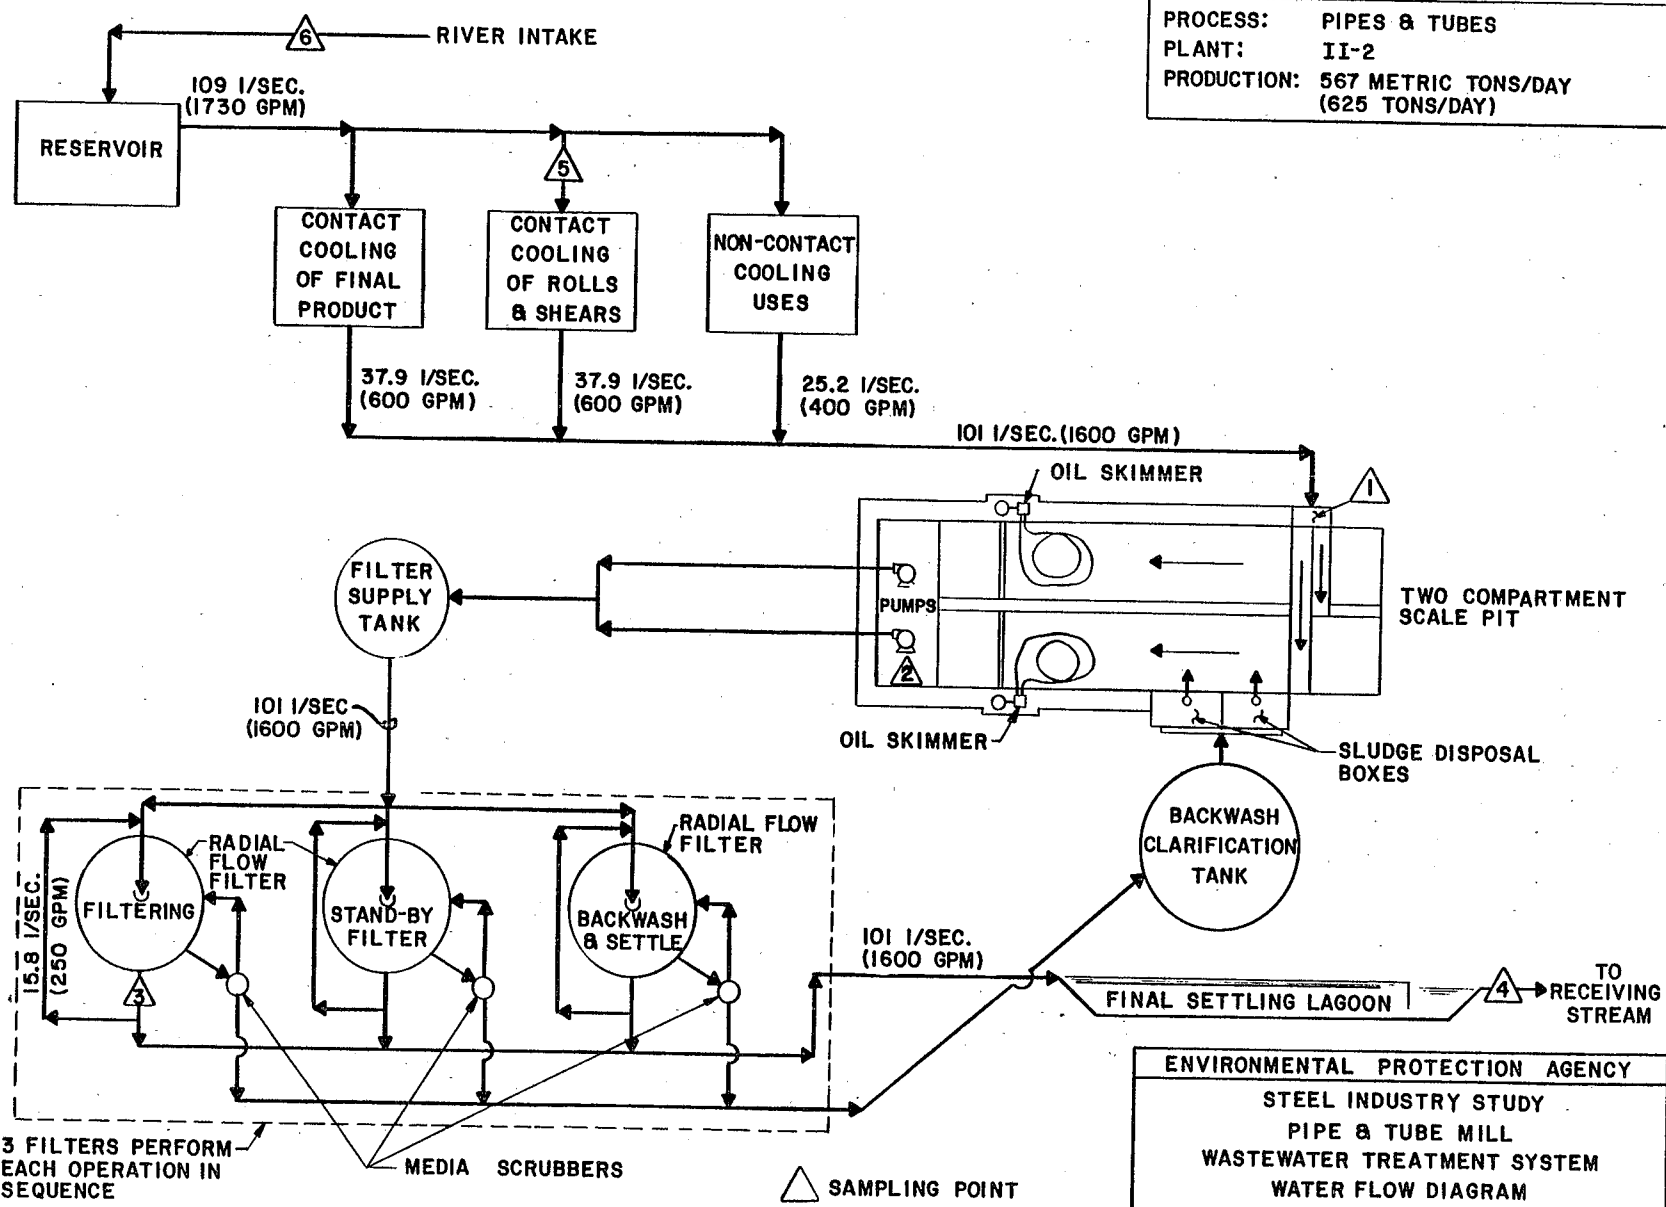 PROCESS: PIPES & TUBES
PLANT: II-2
PRODUCTION: 567 METRIC TONS/DAY
(625 TONS/DAY)
6
RIVER INTAKE
109 l/SEC.
(1730 GPM)
RESERVOIR
5
CONTACT
COOLING
OF FINAL
PRODUCT
CONTACT
COOLING
OF ROLLS
& SHEARS
NON-CONTACT
COOLING
USES
37.9 l/SEC.
(600 GPM)
37.9 l/SEC.
(600 GPM)
25.2 l/SEC.
(400 GPM)
101 l/SEC. (1600 GPM)
OIL SKIMMER
1
FILTER
SUPPLY
TANK
PUMPS
2
TWO COMPARTMENT
SCALE PIT
101 l/SEC
(1600 GPM)
OIL SKIMMER
SLUDGE DISPOSAL
BOXES
BACKWASH
CLARIFICATION
TANK
RADIAL
FLOW
FILTER
RADIAL FLOW
FILTER
15.8 l/SEC.
(250 GPM)
FILTERING
STAND-BY
FILTER
BACKWASH
& SETTLE
3
101 l/SEC.
(1600 GPM)
FINAL SETTLING LAGOON
4
TO
RECEIVING
STREAM
3 FILTERS PERFORM
EACH OPERATION IN
SEQUENCE
MEDIA SCRUBBERS
SAMPLING POINT
ENVIRONMENTAL PROTECTION AGENCY
STEEL INDUSTRY STUDY
PIPE & TUBE MILL
WASTEWATER TREATMENT SYSTEM
WATER FLOW DIAGRAM